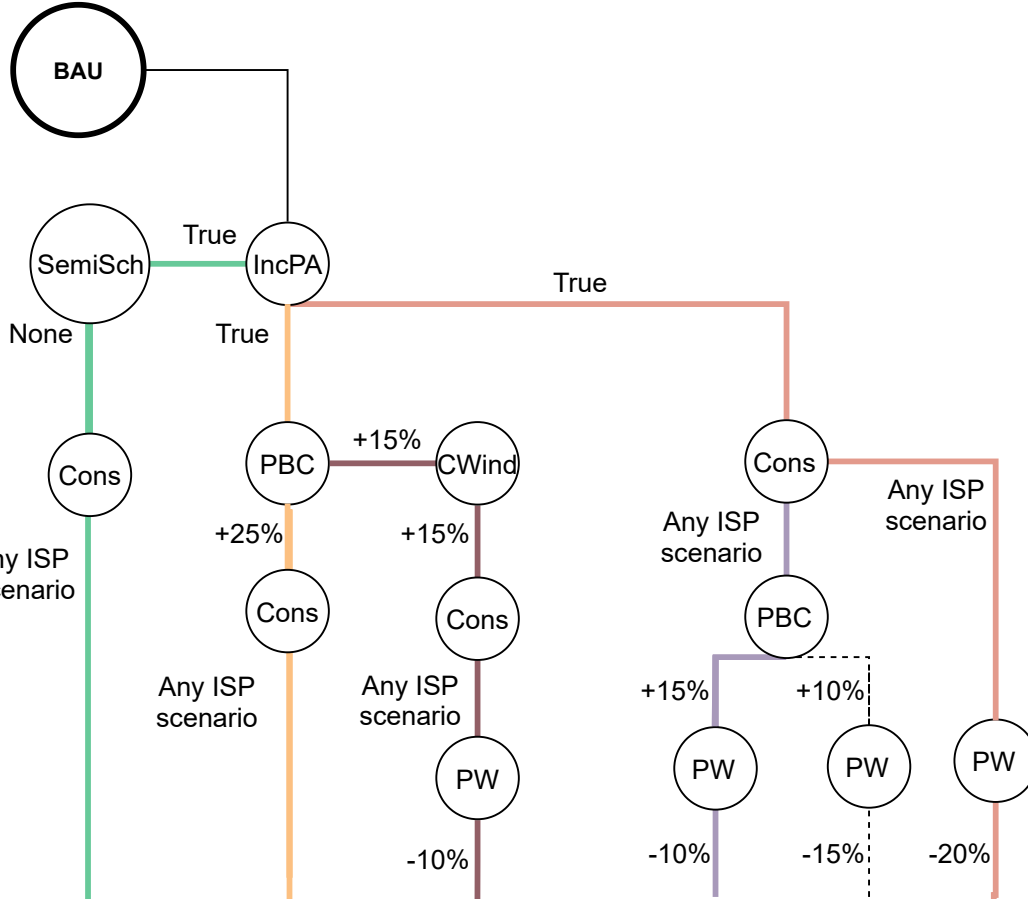 BAU
True
SemiSch
IncPA
True
None
True
+15%
PBC
CWind
Cons
Cons
Any ISP
scenario
Any ISP
scenario
+25%
+15%
ny ISP
enario
Cons
Cons
PBC
Any ISP
scenario
Any ISP
scenario
+15%
+10%
PW
PW
PW
PW
-10%
-10%
-15%
-20%